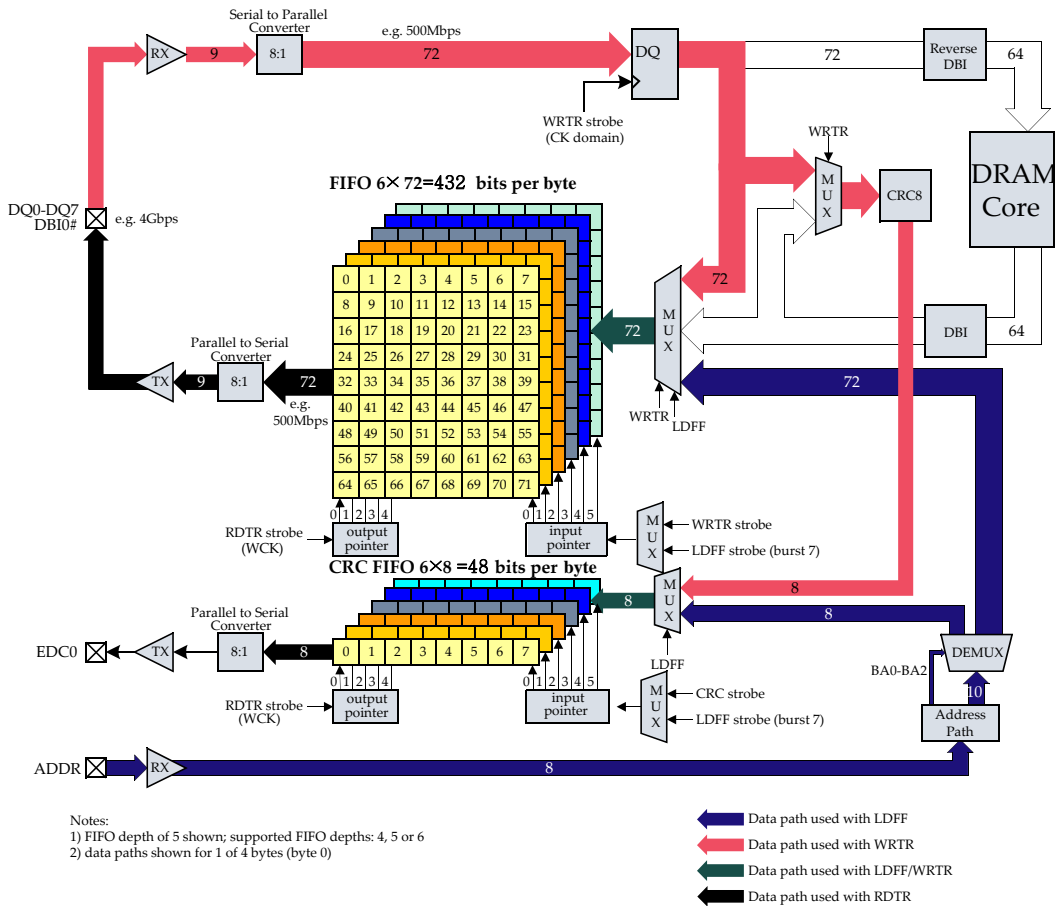 Serial to Parallel
Converter
e.g. 500Mbps
RX
9
8:1
72
DQ
72
Reverse
DBI
64
WRTR strobe
(CK domain)
WRTR
DRAM
Core
MUX
CRC8
FIFO 6×72=432 bits per byte
DQ0-DQ7
DBI0#
e.g. 4Gbps
72
0 1 2 3 4 5 6 7
8 9 10 11 12 13 14 15
16 17 18 19 20 21 22 23
24 25 26 27 28 29 30 31
32 33 34 35 36 37 38 39
40 41 42 43 44 45 46 47
48 49 50 51 52 53 54 55
56 57 58 59 60 61 62 63
64 65 66 67 68 69 70 71
72
MUX
DBI
64
Parallel to Serial
Converter
TX
9
8:1
72
e.g.
500Mbps
72
WRTR
LDFF
0 1 2 3 4
0 1 2 3 4 5
RDTR strobe
(WCK)
output
pointer
input
pointer
MUX
WRTR strobe
LDFF strobe (burst 7)
CRC FIFO 6×8 =48 bits per byte
8
MUX
8
8
LDFF
Parallel to Serial
Converter
EDC0
TX
8:1
8
0 1 2 3 4 5 6 7
0 1 2 3 4
0 1 2 3 4 5
RDTR strobe
(WCK)
output
pointer
input
pointer
MUX
CRC strobe
LDFF strobe (burst 7)
DEMUX
BA0-BA2
10
Address
Path
ADDR
RX
8
Notes:
1) FIFO depth of 5 shown; supported FIFO depths: 4, 5 or 6
2) data paths shown for 1 of 4 bytes (byte 0)
Data path used with LDFF
Data path used with WRTR
Data path used with LDFF/WRTR
Data path used with RDTR